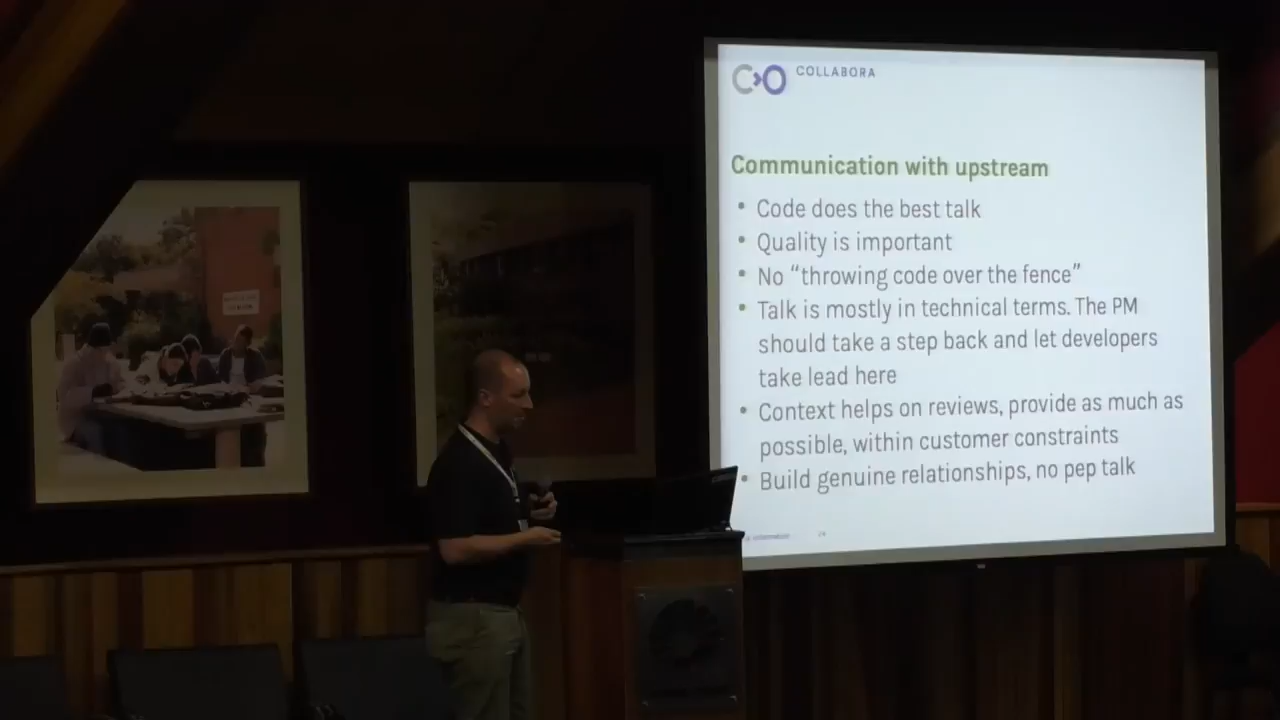 COLLABORA
Communication with upstream
• Code does the best talk
• Quality is important
• No “throwing code over the fence”
• Talk is mostly in technical terms. The PM
should take a step back and let developers
take lead here
• Context helps on reviews, provide as much as
possible, within customer constraints
• Build genuine relationships, no pep talk